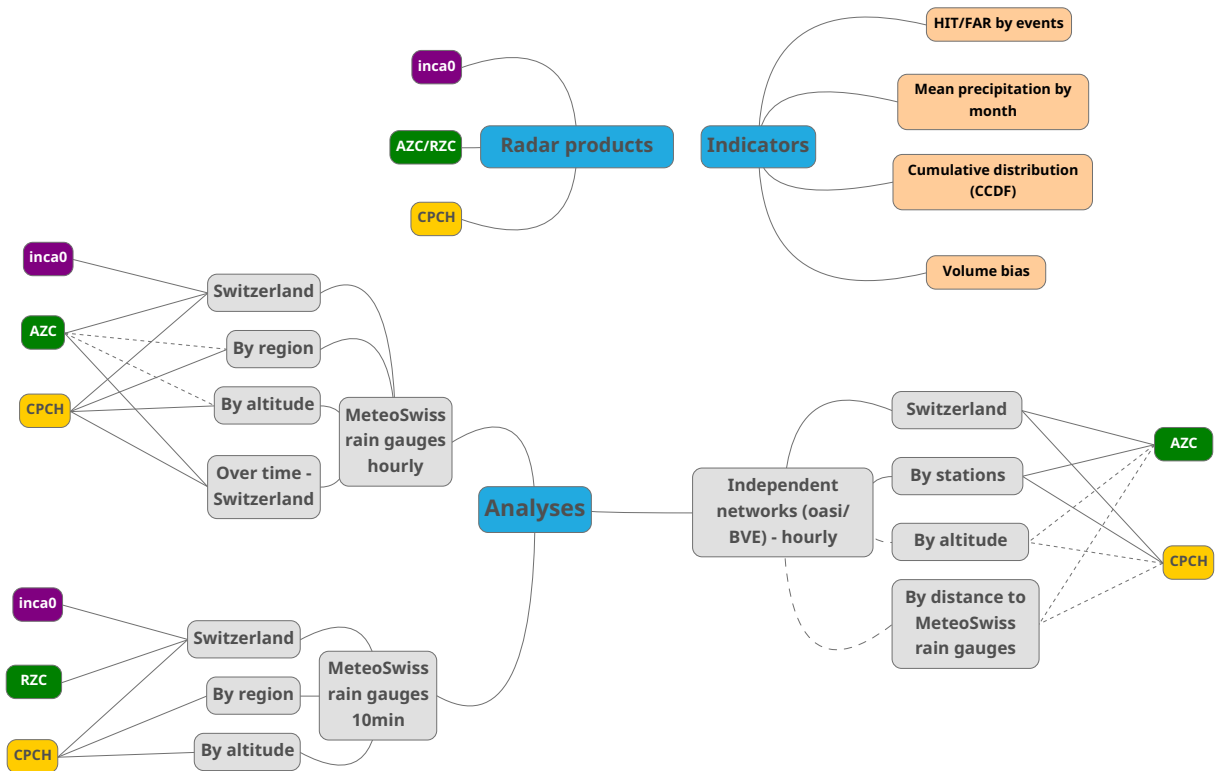 HIT/FAR by events
inca0
Mean precipitation by
month
AZC/RZC
Radar products
Indicators
Cumulative distribution
(CCDF)
CPCH
Volume bias
inca0
Switzerland
AZC
By region
By altitude
CPCH
MeteoSwiss
rain gauges
hourly
Over time -
Switzerland
Analyses
Independent
networks (oasi/
BVE) - hourly
Switzerland
By stations
By altitude
By distance to
MeteoSwiss
rain gauges
AZC
CPCH
inca0
Switzerland
RZC
By region
MeteoSwiss
rain gauges
10min
By altitude
CPCH